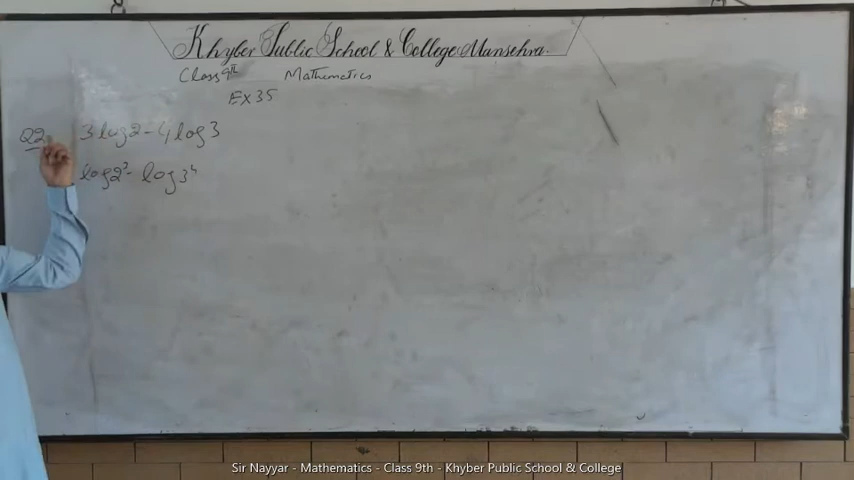 Khyber Public School & College Mansehra.
Class 9th Mathematics
Ex 3.5
Q2 3 log 2 - 4 log 3
log 2³ - log 3⁴
Sir Nayyar - Mathematics - Class 9th - Khyber Public School & College